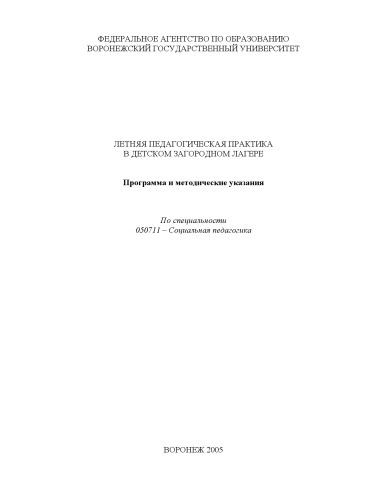 ФЕДЕРАЛЬНОЕ АГЕНТСТВО ПО ОБРАЗОВАНИЮ
ВОРОНЕЖСКИЙ ГОСУДАРСТВЕННЫЙ УНИВЕРСИТЕТ
ЛЕТНЯЯ ПЕДАГОГИЧЕСКАЯ ПРАКТИКА
В ДЕТСКОМ ЗАГОРОДНОМ ЛАГЕРЕ
Программа и методические указания
По специальности
050711 – Социальная педагогика
ВОРОНЕЖ 2005